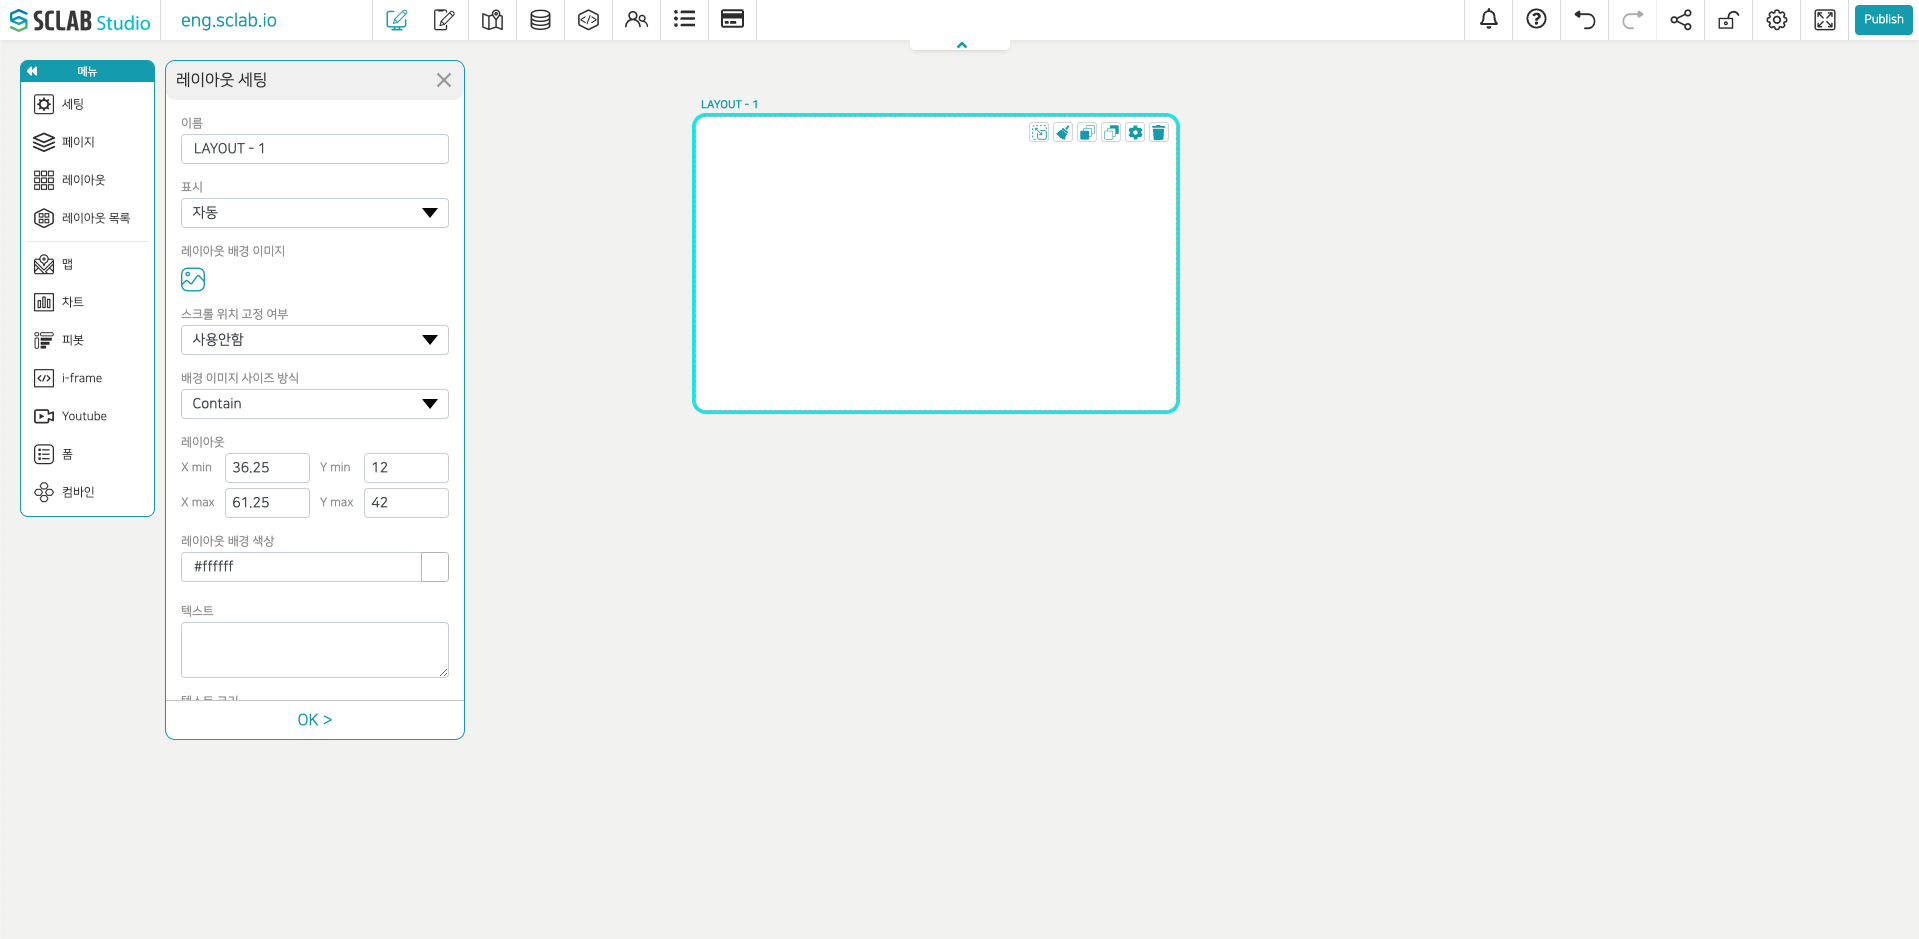 SCLAB Studio
eng.sclab.io
Publish
메뉴
세팅
페이지
레이아웃
레이아웃 목록
맵
차트
피봇
i-frame
Youtube
폼
컴바인
레이아웃 세팅
이름
LAYOUT - 1
표시
자동
레이아웃 배경 이미지
스크롤 위치 고정 여부
사용안함
배경 이미지 사이즈 방식
Contain
레이아웃
X min 36.25 Y min 12
X max 61.25 Y max 42
레이아웃 배경 색상
#ffffff
텍스트
OK >
LAYOUT - 1